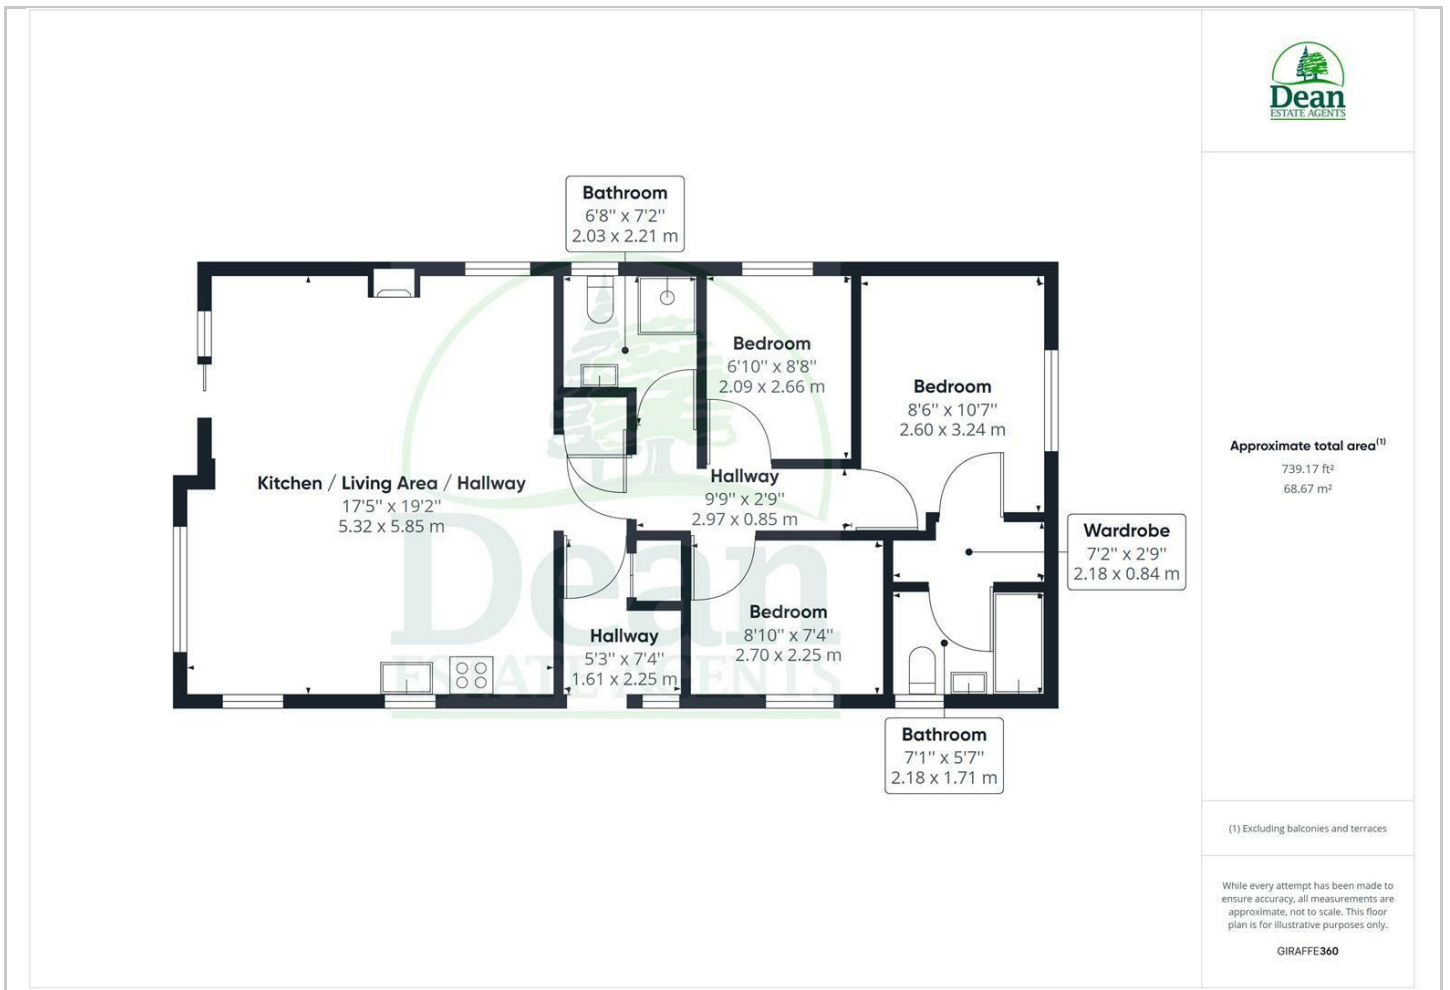 Dean
ESTATE AGENTS
Bathroom
6'8" x 7'2"
2.03 x 2.21 m
Bedroom
6'10" x 8'8"
2.09 x 2.66 m
Bedroom
8'6" x 10'7"
2.60 x 3.24 m
Kitchen / Living Area / Hallway
17'5" x 19'2"
5.32 x 5.85 m
Hallway
9'9" x 2'9"
2.97 x 0.85 m
Wardrobe
7'2" x 2'9"
2.18 x 0.84 m
Hallway
5'3" x 7'4"
1.61 x 2.25 m
Bedroom
8'10" x 7'4"
2.70 x 2.25 m
Bathroom
7'1" x 5'7"
2.18 x 1.71 m
Dean
ESTATE AGENTS
Approximate total area(1)
739.17 ft²
68.67 m²
(1) Excluding balconies and terraces
While every attempt has been made to
ensure accuracy, all measurements are
approximate, not to scale. This floor
plan is for illustrative purposes only.
GIRAFFE360